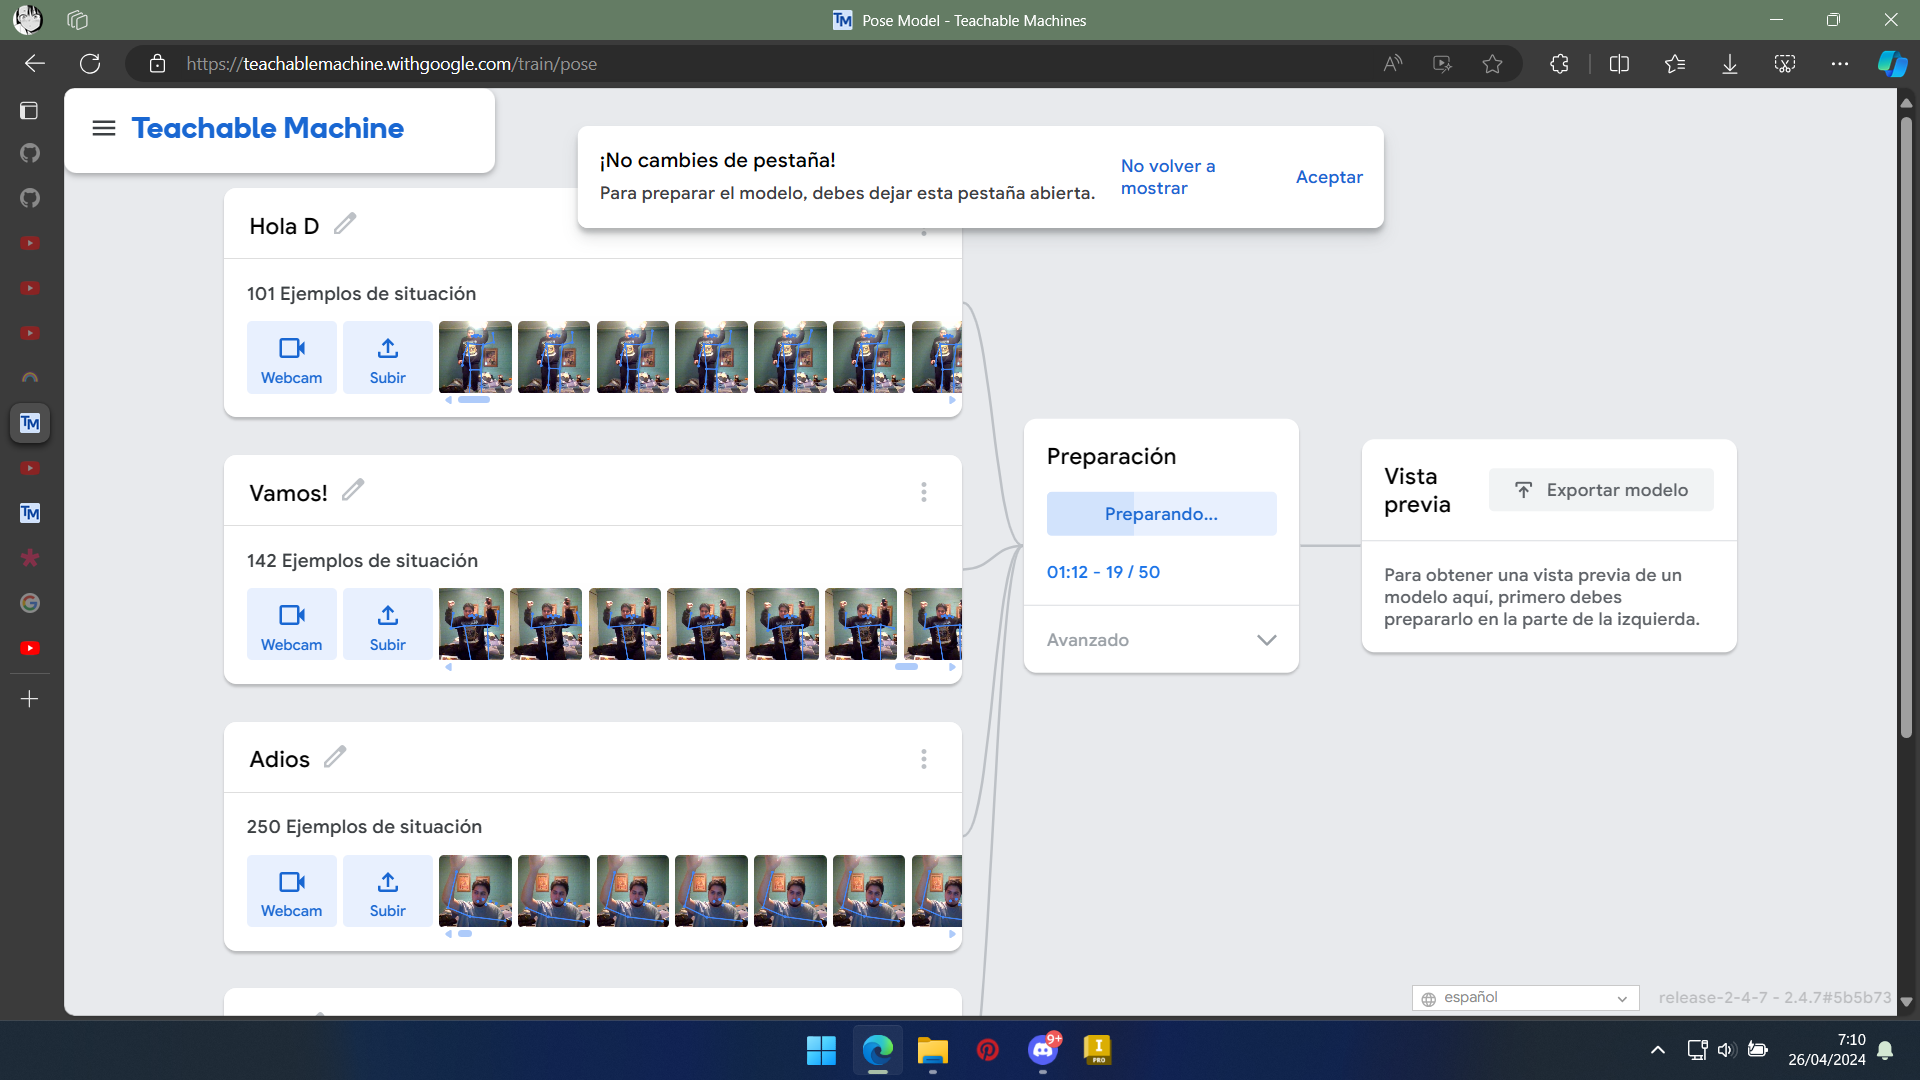 Pose Model - Teachable Machines
https://teachablemachine.withgoogle.com/train/pose
Teachable Machine
¡No cambies de pestaña!
Para preparar el modelo, debes dejar esta pestaña abierta.
No volver a
mostrar
Aceptar
Hola D
101 Ejemplos de situación
Webcam
Subir
Vamos!
142 Ejemplos de situación
Webcam
Subir
Adios
250 Ejemplos de situación
Webcam
Subir
Preparación
Preparando...
01:12 - 19 / 50
Avanzado
Vista
previa
Exportar modelo
Para obtener una vista previa de un
modelo aquí, primero debes
prepararlo en la parte de la izquierda.
español
release-2-4-7 - 2.4.7#5b5b73
9+
I
PRO
7:10
26/04/2024